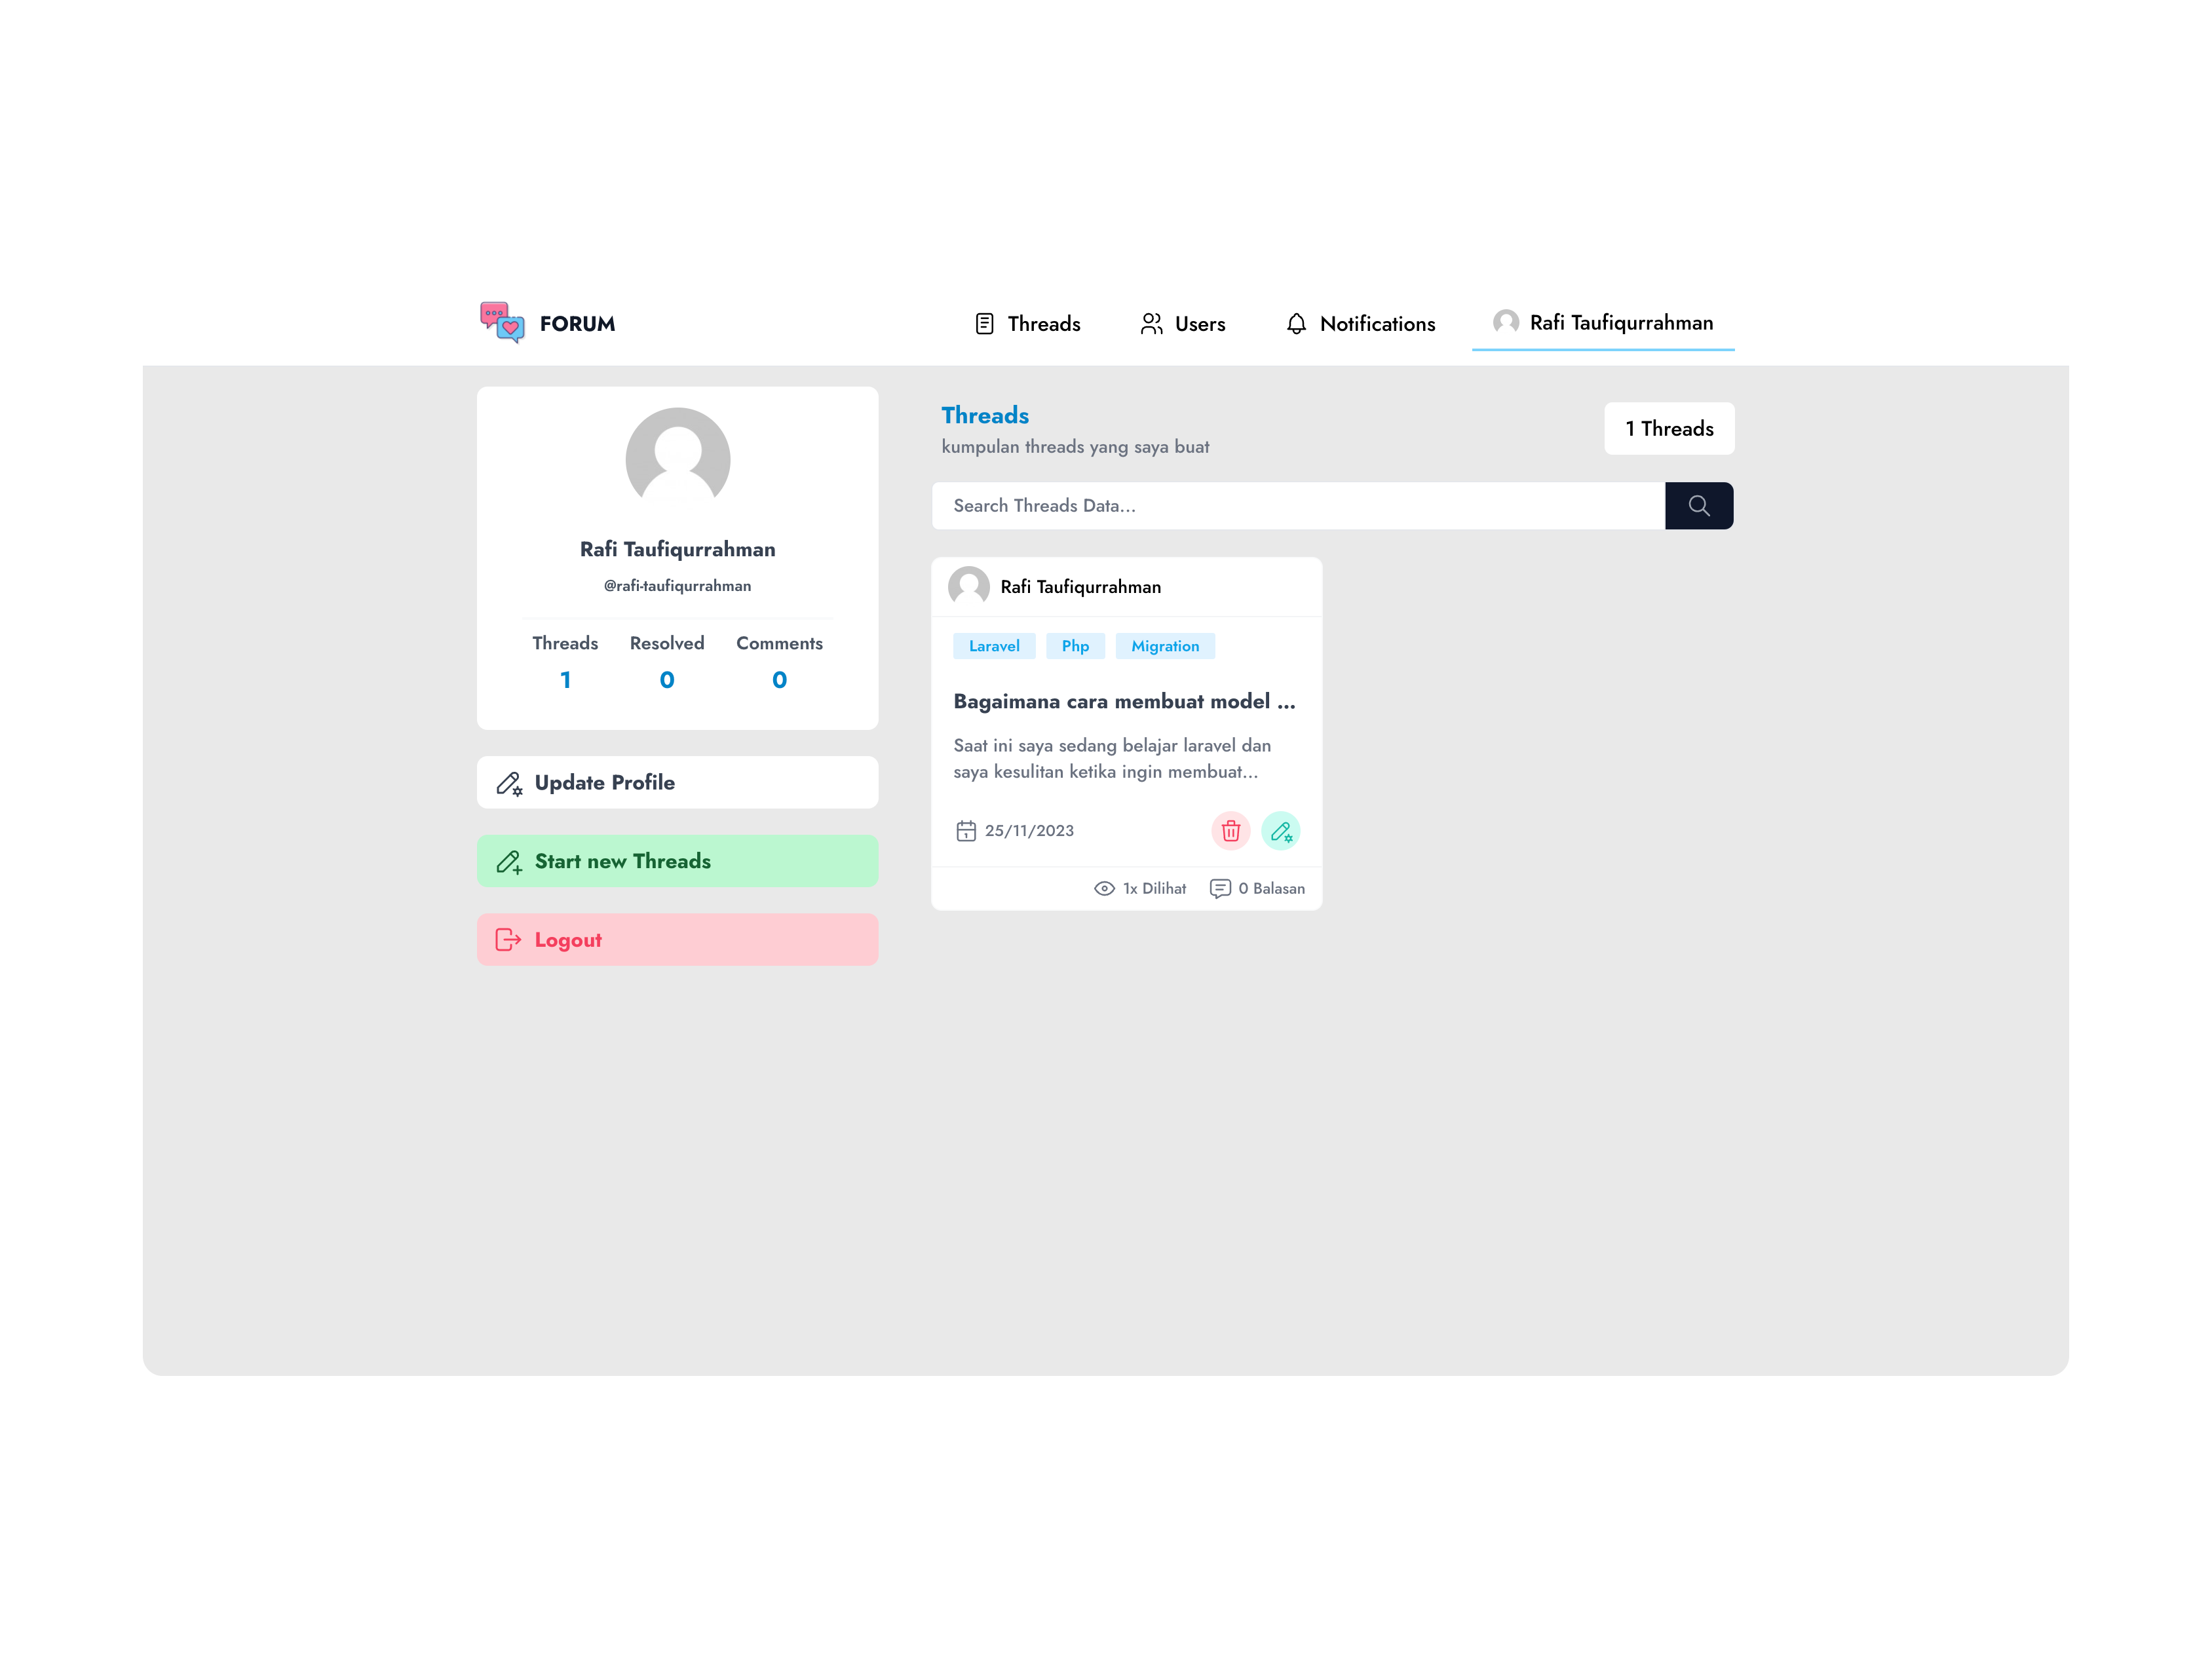 FORUM
Threads
Users
Notifications
Rafi Taufiqurrahman
Rafi Taufiqurrahman
@rafi-taufiqurrahman
Threads Resolved Comments
1 0 0
Update Profile
Start new Threads
Logout
Threads
kumpulan threads yang saya buat
1 Threads
Search Threads Data...
Rafi Taufiqurrahman
Laravel Php Migration
Bagaimana cara membuat model ...
Saat ini saya sedang belajar laravel dan
saya kesulitan ketika ingin membuat...
25/11/2023
1x Dilihat 0 Balasan